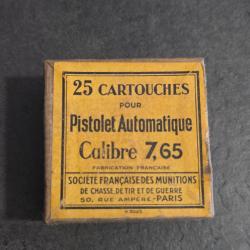 25 CARTOUCHES
POUR
Pistolet Automatique
Calibre 7,65
FABRICATION FRANÇAISE
SOCIÉTÉ FRANÇAISE DES MUNITIONS
DE CHASSE, DE TIR ET DE GUERRE
50, RUE AMPÈRE-PARIS